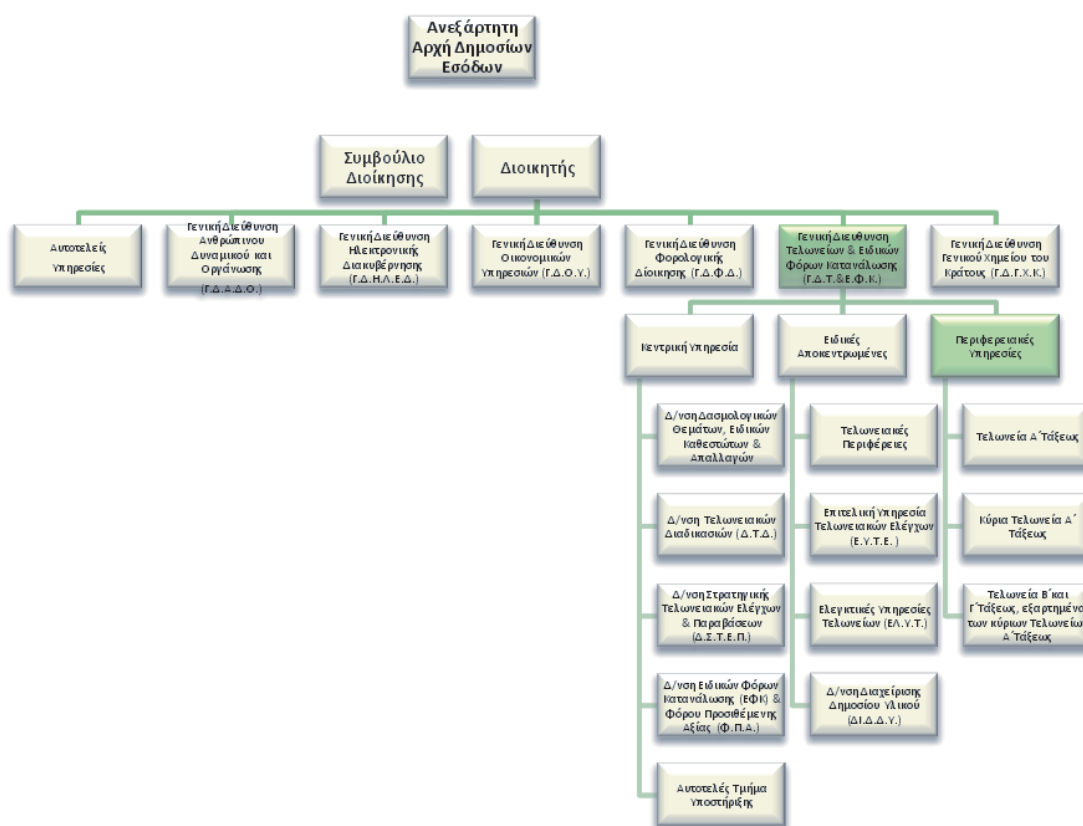 Ανεξάρτητη
Αρχή Δημοσίων
Εσόδων
Συμβούλιο
Διοίκησης
Διοικητής
Αυτοτελείς
Υπηρεσίες
Γενική Διεύθυνση
Ανθρώπινου
Δυναμικού και
Οργάνωσης
(Γ.Δ.Α.Δ.Ο.)
Γενική Διεύθυνση
Ηλεκτρονικής
Διακυβέρνησης
(Γ.Δ.Η.Λ.Ε.Δ.)
Γενική Διεύθυνση
Οικονομικών
Υπηρεσιών (Γ.Δ.Ο.Υ.)
Γενική Διεύθυνση
Φορολογικής
Δίοικησης (Γ.Δ.Φ.Δ.)
Γενική Διευθυνση
Τελωνείων & Ειδικών
Φόρων Κατανάλωσης
(Γ.Δ.Τ.&Ε.Φ.Κ.)
Γενική Διεύθυνση
Γενικού Χημείου του
Κράτους (Γ.Δ.Γ.Χ.Κ.)
Κεντρική Υπηρεσία
Ειδικές
Αποκεντρωμένες
Περιφερειακές
Υπηρεσίες
Δ/νση Δασμολογικών
Θεμάτων, Ειδικών
Καθεστώτων &
Απαλλαγών
Δ/νση Τελωνειακών
Διαδικασιών (Δ.Τ.Δ.)
Δ/νση Στρατηγικής
Τελωνειακών Ελέγχων
& Παραβάσεων
(Δ.Σ.Τ.Ε.Π.)
Δ/νση Ειδικών Φόρων
Κατανάλωσης (ΕΦΚ) &
Φόρου Προσιθέμενης
Αξίας (Φ.Π.Α.)
Αυτοτελές Τμήμα
Υποστήριξης
Τελωνειακές
Περιφέρειες
Επιτελική Υπηρεσία
Τελωνειακών Ελέγχων
(Ε.Υ.Τ.Ε. )
Ελεγκτικές Υπηρεσίες
Τελωνείων (ΕΛ.Υ.Τ.)
Δ/νση Διαχείρισης
Δημοσίου Υλικού
(ΔΙ.Δ.Δ.Υ.)
Τελωνεία Α΄Τάξεως
Κύρια Τελωνεία Α΄
Τάξεως
Τελωνεία Β΄και
Γ΄Τάξεως, εξαρτημένα
των κύριων Τελωνείων
Α΄Τάξεως